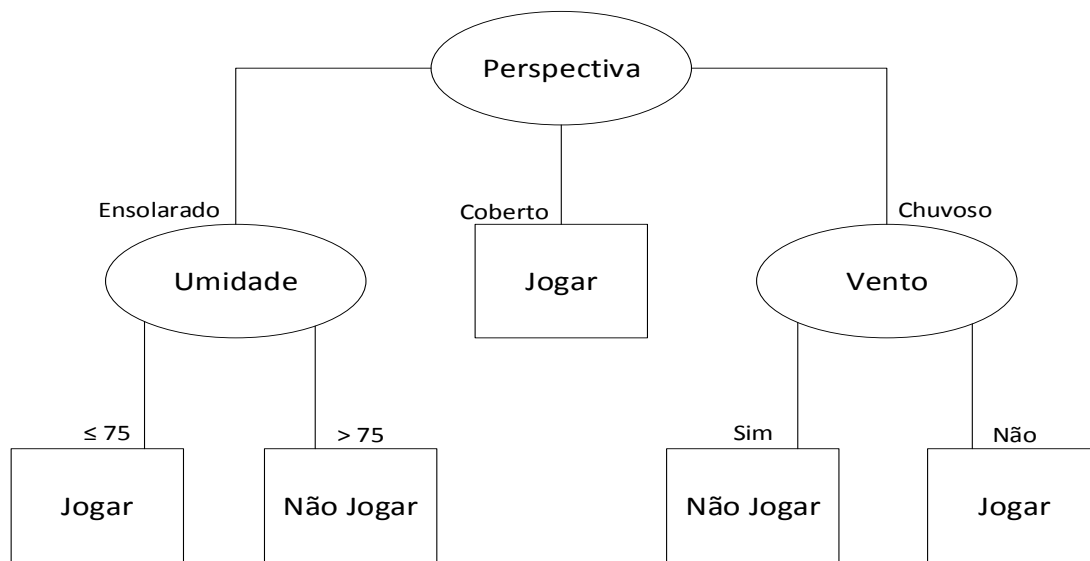 Perspectiva
Ensolarado
Coberto
Chuvoso
Umidade
Jogar
Vento
≤ 75
> 75
Sim
Não
Jogar
Não Jogar
Não Jogar
Jogar